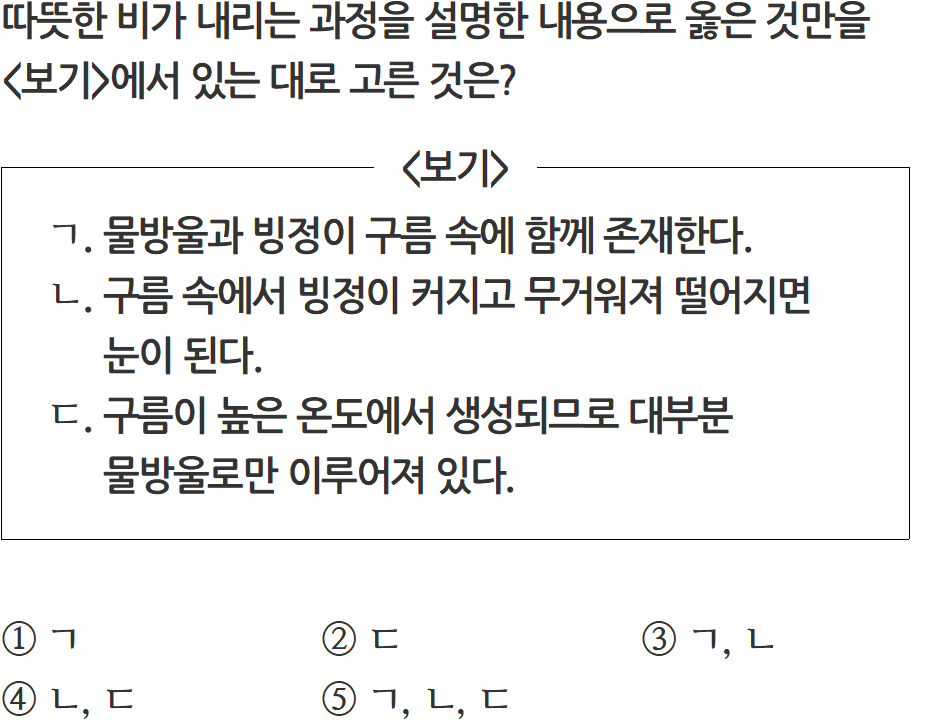 따뜻한 비가 내리는 과정을 설명한 내용으로 옳은 것만을
<보기>에서 있는 대로 고른 것은?
<보기>
ㄱ. 물방울과 빙정이 구름 속에 함께 존재한다.
ㄴ. 구름 속에서 빙정이 커지고 무거워져 떨어지면
눈이 된다.
ㄷ. 구름이 높은 온도에서 생성되므로 대부분
물방울로만 이루어져 있다.
① ㄱ ② ㄷ ③ ㄱ, ㄴ
④ ㄴ, ㄷ ⑤ ㄱ, ㄴ, ㄷ